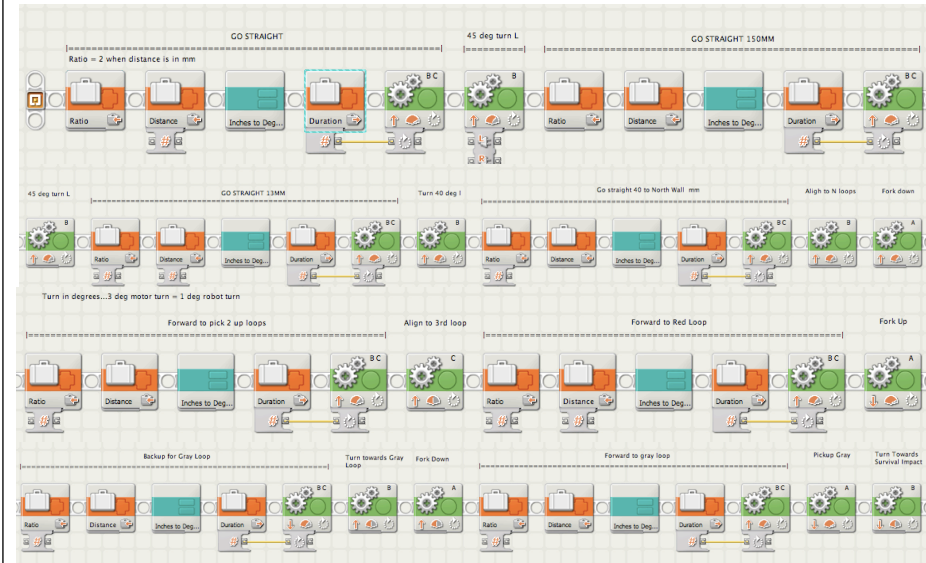 GO STRAIGHT
45 deg turn L
GO STRAIGHT 150MM
Ratio = 2 when distance is in mm
B C
B
B C
Ratio
Distance
Inches to Deg...
Duration
Ratio
Distance
Inches to Deg...
Duration
45 deg turn L
GO STRAIGHT 13MM
Turn 40 deg l
Go straight 40 to North Wall mm
Aligh to N loops
Fork down
B
B C
B
B C
B
A
Ratio
Distance
Inches to Deg...
Duration
Ratio
Distance
Inches to Deg...
Duration
Turn in degrees...3 deg motor turn = 1 deg robot turn
Forward to pick 2 up loops
Align to 3rd loop
Forward to Red Loop
Fork Up
B C
C
B C
A
Ratio
Distance
Inches to Deg...
Duration
Ratio
Distance
Inches to Deg...
Duration
Backup for Gray Loop
Turn towards Gray
Loop
Fork Down
Forward to gray loop
Pickup Gray
Turn Towards
Survival Impact
B C
B
A
B C
A
B
Ratio
Distance
Inches to Deg...
Duration
Ratio
Distance
Inches to Deg...
Duration